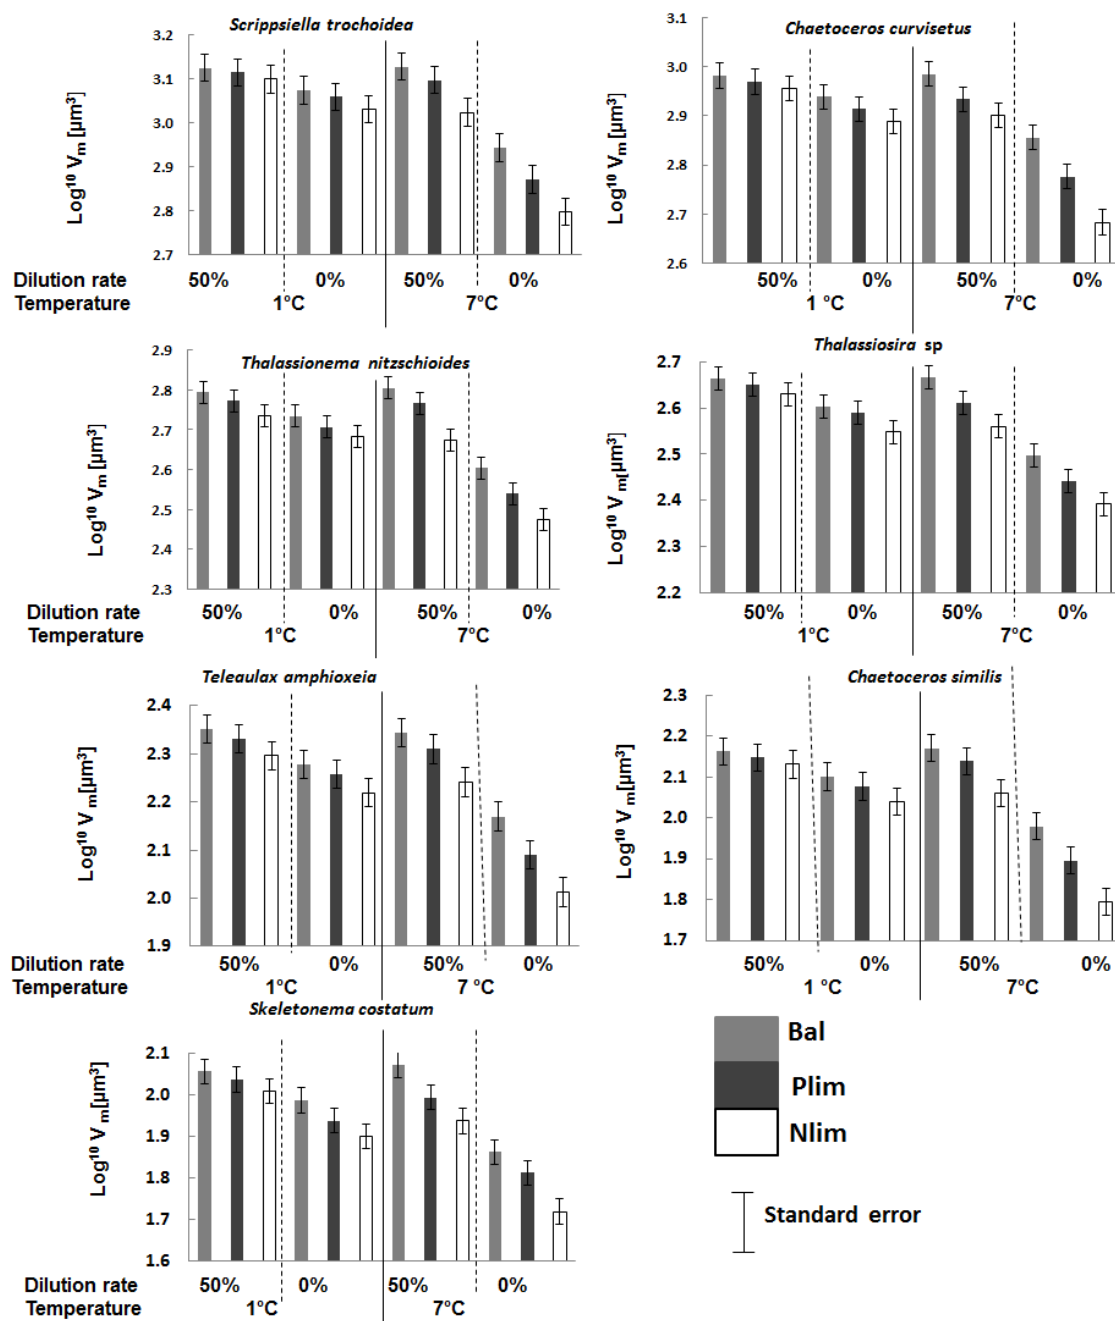 Scrippsiella trochoidea
Log¹⁰ Vₘ [µm³]
3.2
3.1
3.0
2.9
2.8
2.7
Dilution rate 50% 0% 50% 0%
Temperature 1°C 7°C
Chaetoceros curvisetus
Log¹⁰ Vₘ [µm³]
3.1
3.0
2.9
2.8
2.7
2.6
50% 0% 50% 0%
1 °C 7°C
Thalassionema nitzschioides
Log¹⁰ Vₘ [µm³]
2.9
2.8
2.7
2.6
2.5
2.4
2.3
Dilution rate 50% 0% 50% 0%
Temperature 1°C 7°C
Thalassiosira sp
Log¹⁰ Vₘ[µm³]
2.7
2.6
2.5
2.4
2.3
2.2
50% 0% 50% 0%
1°C 7°C
Teleaulax amphioxeia
Log¹⁰ V ₘ[µm³]
2.4
2.3
2.2
2.1
2.0
1.9
Dilution rate 50% 0% 50% 0%
Temperature 1°C 7 °C
Chaetoceros similis
Log¹⁰ V ₘ[µm³]
2.3
2.2
2.1
2.0
1.9
1.8
1.7
50% 0% 50% 0%
1 °C 7°C
Skeletonema costatum
Log¹⁰ V ₘ[µm³]
2.1
2.0
1.9
1.8
1.7
1.6
Dilution rate 50% 0% 50% 0%
Temperature 1°C 7°C
Bal
Plim
Nlim
Standard error